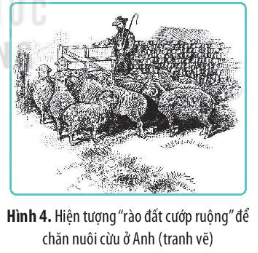 Hình 4. Hiện tượng “rào đất cướp ruộng” để
chăn nuôi cừu ở Anh (tranh vẽ)